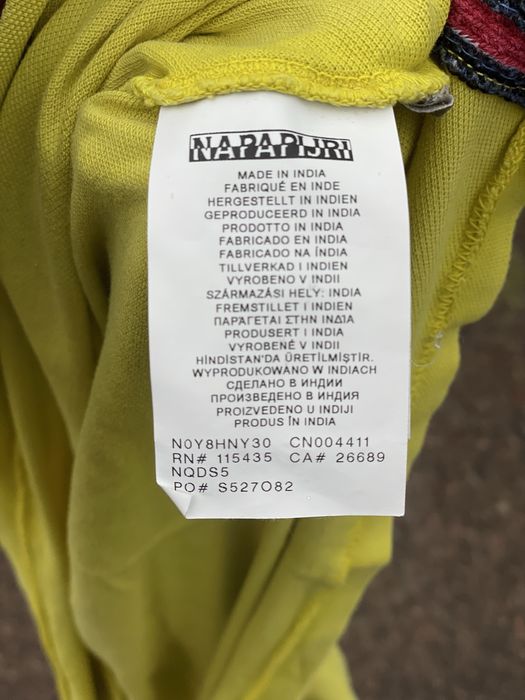 NAPAPIJRI
MADE IN INDIA
FABRIQUÉ EN INDE
HERGESTELLT IN INDIEN
GEPRODUCEERD IN INDIA
PRODOTTO IN INDIA
FABRICADO EN INDIA
FABRICADO NA ÍNDIA
TILLVERKAD I INDIEN
VYROBENO V INDII
SZÁRMAZÁSI HELY: INDIA
FREMSTILLET I INDIEN
ΠΑΡΑΓΕΤΑΙ ΣΤΗΝ ΙΝΔΙΑ
PRODUSERT I INDIA
VYROBENÉ V INDII
HİNDİSTAN'DA ÜRETİLMİŞTİR.
WYPRODUKOWANO W INDIACH
СДЕЛАНО В ИНДИИ
ПРОИЗВЕДЕНО В ИНДИЯ
PROIZVEDENO U INDIJI
PRODUS ÎN INDIA
N0Y8HNY30 CN004411
RN# 115435 CA# 26689
NQDS5
PO# S527O82